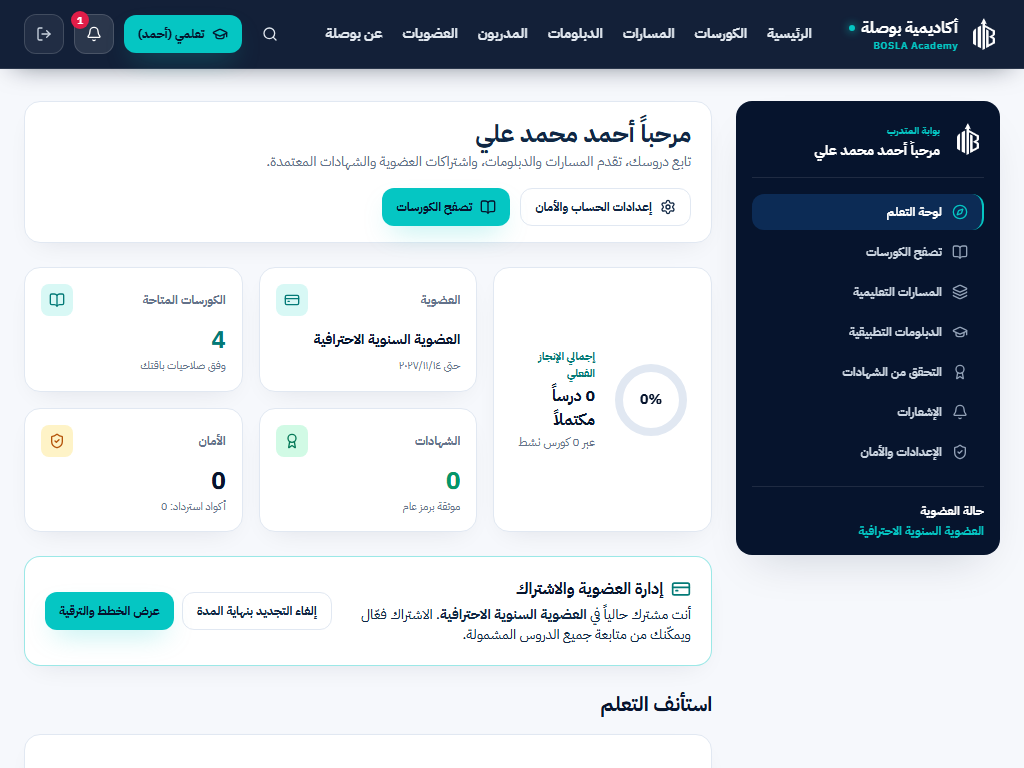 أكاديمية بوصلة
BOSLA Academy
الرئيسية
الكورسات
المسارات
الدبلومات
المدربون
العضويات
عن بوصلة
تعلمي (أحمد)
1
بوابة المتدرب
مرحباً أحمد محمد علي
لوحة التعلم
تصفح الكورسات
المسارات التعليمية
الدبلومات التطبيقية
التحقق من الشهادات
الإشعارات
الإعدادات والأمان
حالة العضوية
العضوية السنوية الاحترافية
مرحباً أحمد محمد علي
تابع دروسك، تقدم المسارات والدبلومات، واشتراكات العضوية والشهادات المعتمدة.
إعدادات الحساب والأمان
تصفح الكورسات
0%
إجمالي الإنجاز
الفعلي
0 درساً
مكتملاً
عبر 0 كورس نشط
العضوية
العضوية السنوية الاحترافية
حتى ٢٠٢٧/١١/١٤
الكورسات المتاحة
4
وفق صلاحيات باقتك
الشهادات
0
موثقة برمز عام
الأمان
0
أكواد استرداد: 0
إدارة العضوية والاشتراك
أنت مشترك حالياً في العضوية السنوية الاحترافية. الاشتراك فعّال
ويمكّنك من متابعة جميع الدروس المشمولة.
إلغاء التجديد بنهاية المدة
عرض الخطط والترقية
استأنف التعلم